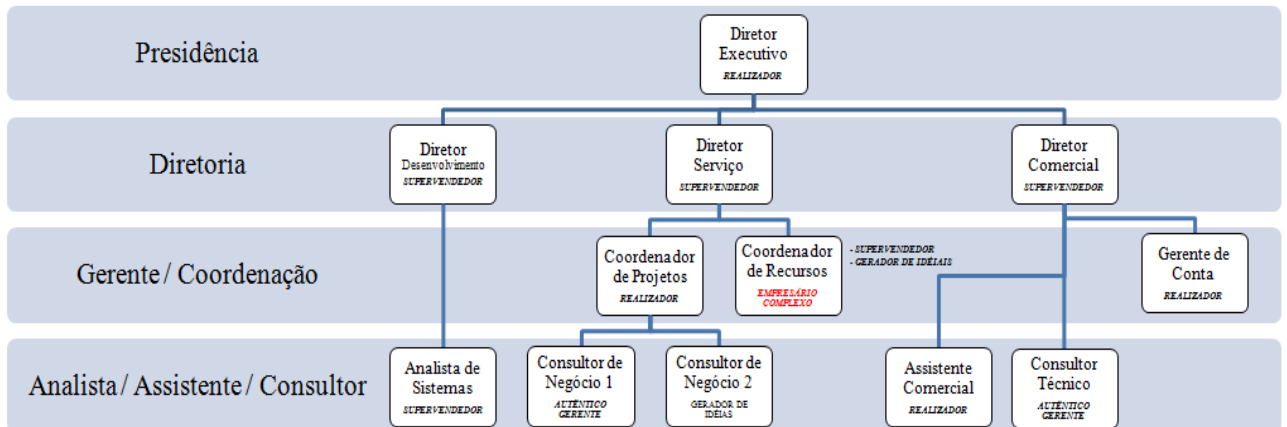 Presidência
Diretor
Executivo
REALIZADOR
Diretoria
Diretor
Desenvolvimento
SUPERVENDEDOR
Diretor
Serviço
SUPERVENDEDOR
Diretor
Comercial
SUPERVENDEDOR
Gerente / Coordenação
Coordenador
de Projetos
REALIZADOR
Coordenador
de Recursos
EMPRESÁRIO
COMPLEXO
- SUPERVENDEDOR
- GERADOR DE IDÉIAIS
Gerente de
Conta
REALIZADOR
Analista / Assistente / Consultor
Analista de
Sistemas
SUPERVENDEDOR
Consultor de
Negócio 1
AUTÊNTICO
GERENTE
Consultor de
Negócio 2
GERADOR DE
IDÉIAS
Assistente
Comercial
REALIZADOR
Consultor
Técnico
AUTÊNTICO
GERENTE